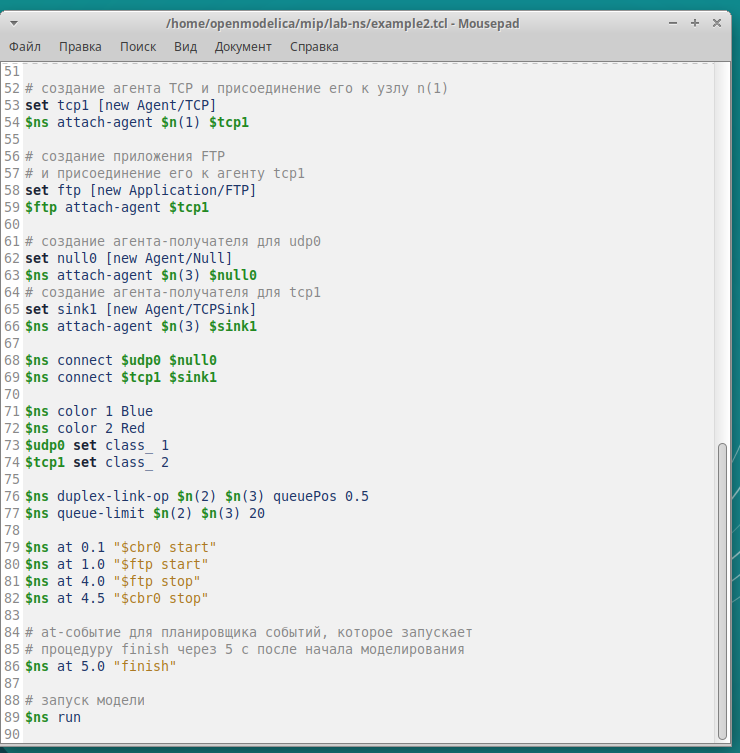 /home/openmodelica/mip/lab-ns/example2.tcl - Mousepad
Файл Правка Поиск Вид Документ Справка
51
52 # создание агента TCP и присоединение его к узлу n(1)
53 set tcp1 [new Agent/TCP]
54 $ns attach-agent $n(1) $tcp1
55
56 # создание приложения FTP
57 # и присоединение его к агенту tcp1
58 set ftp [new Application/FTP]
59 $ftp attach-agent $tcp1
60
61 # создание агента-получателя для udp0
62 set null0 [new Agent/Null]
63 $ns attach-agent $n(3) $null0
64 # создание агента-получателя для tcp1
65 set sink1 [new Agent/TCPSink]
66 $ns attach-agent $n(3) $sink1
67
68 $ns connect $udp0 $null0
69 $ns connect $tcp1 $sink1
70
71 $ns color 1 Blue
72 $ns color 2 Red
73 $udp0 set class_ 1
74 $tcp1 set class_ 2
75
76 $ns duplex-link-op $n(2) $n(3) queuePos 0.5
77 $ns queue-limit $n(2) $n(3) 20
78
79 $ns at 0.1 "$cbr0 start"
80 $ns at 1.0 "$ftp start"
81 $ns at 4.0 "$ftp stop"
82 $ns at 4.5 "$cbr0 stop"
83
84 # at-событие для планировщика событий, которое запускает
85 # процедуру finish через 5 с после начала моделирования
86 $ns at 5.0 "finish"
87
88 # запуск модели
89 $ns run
90